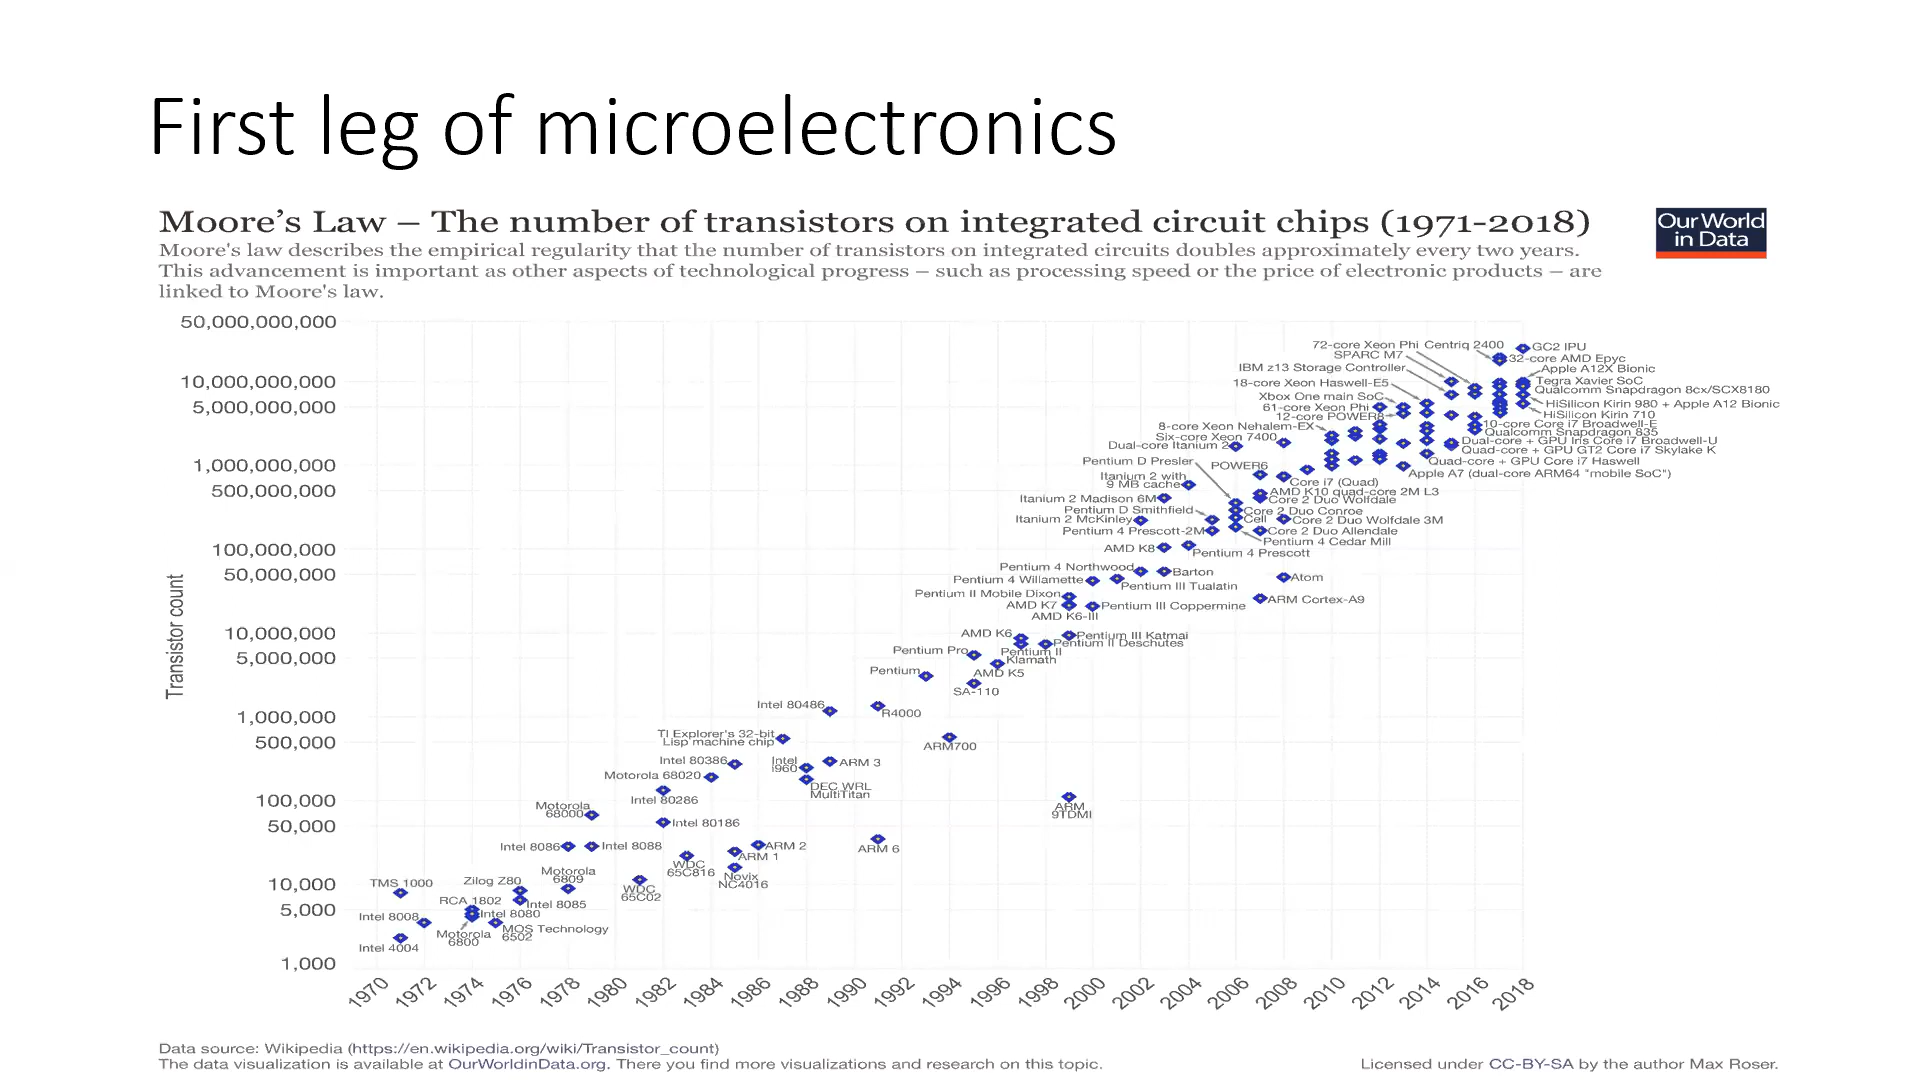 First leg of microelectronics
Moore's Law – The number of transistors on integrated circuit chips (1971-2018)
Our World
in Data
Moore's law describes the empirical regularity that the number of transistors on integrated circuits doubles approximately every two years.
This advancement is important as other aspects of technological progress – such as processing speed or the price of electronic products – are
linked to Moore's law.
Transistor count
50,000,000,000
10,000,000,000
5,000,000,000
1,000,000,000
500,000,000
100,000,000
50,000,000
10,000,000
5,000,000
1,000,000
500,000
100,000
50,000
10,000
5,000
1,000
72-core Xeon Phi
Centriq 2400
GC2 IPU
SPARC M7
32-core AMD Epyc
IBM z13 Storage Controller
Apple A12X Bionic
18-core Xeon Haswell-E5
Tegra Xavier SoC
Qualcomm Snapdragon 8cx/SCX8180
Xbox One main SoC
61-core Xeon Phi
HiSilicon Kirin 980 + Apple A12 Bionic
12-core POWER8
HiSilicon Kirin 710
8-core Xeon Nehalem-EX
10-core Core i7 Broadwell-E
Qualcomm Snapdragon 835
Six-core Xeon 7400
Dual-core Itanium 2
Dual-core + GPU Iris Core i7 Broadwell-U
Quad-core + GPU GT2 Core i7 Skylake K
Pentium D Presler
POWER6
Quad-core + GPU Core i7 Haswell
Apple A7 (dual-core ARM64 "mobile SoC")
Itanium 2 with
9 MB cache
Core i7 (Quad)
AMD K10 quad-core 2M L3
Itanium 2 Madison 6M
Core 2 Duo Wolfdale
Pentium D Smithfield
Core 2 Duo Conroe
Itanium 2 McKinley
Cell
Core 2 Duo Wolfdale 3M
Pentium 4 Prescott-2M
Core 2 Duo Allendale
Pentium 4 Cedar Mill
AMD K8
Pentium 4 Prescott
Pentium 4 Northwood
Barton
Atom
Pentium 4 Willamette
Pentium III Tualatin
Pentium II Mobile Dixon
ARM Cortex-A9
AMD K7
Pentium III Coppermine
AMD K6-III
AMD K6
Pentium III Katmai
Pentium II Deschutes
Pentium Pro
Pentium II
Klamath
Pentium
AMD K5
SA-110
Intel 80486
R4000
TI Explorer's 32-bit
Lisp machine chip
ARM700
Intel 80386
Intel
i960
ARM 3
Motorola 68020
DEC WRL
MultiTitan
Intel 80286
Motorola
68000
ARM
9TDMI
Intel 80186
Intel 8086
Intel 8088
ARM 2
ARM 1
ARM 6
WDC
65C816
Novix
NC4016
Motorola
6809
WDC
65C02
TMS 1000
Zilog Z80
RCA 1802
Intel 8085
Intel 8008
Intel 8080
Motorola
6800
MOS Technology
6502
Intel 4004
1970
1972
1974
1976
1978
1980
1982
1984
1986
1988
1990
1992
1994
1996
1998
2000
2002
2004
2006
2008
2010
2012
2014
2016
2018
Data source: Wikipedia (https://en.wikipedia.org/wiki/Transistor_count)
The data visualization is available at OurWorldinData.org. There you find more visualizations and research on this topic.
Licensed under CC-BY-SA by the author Max Roser.